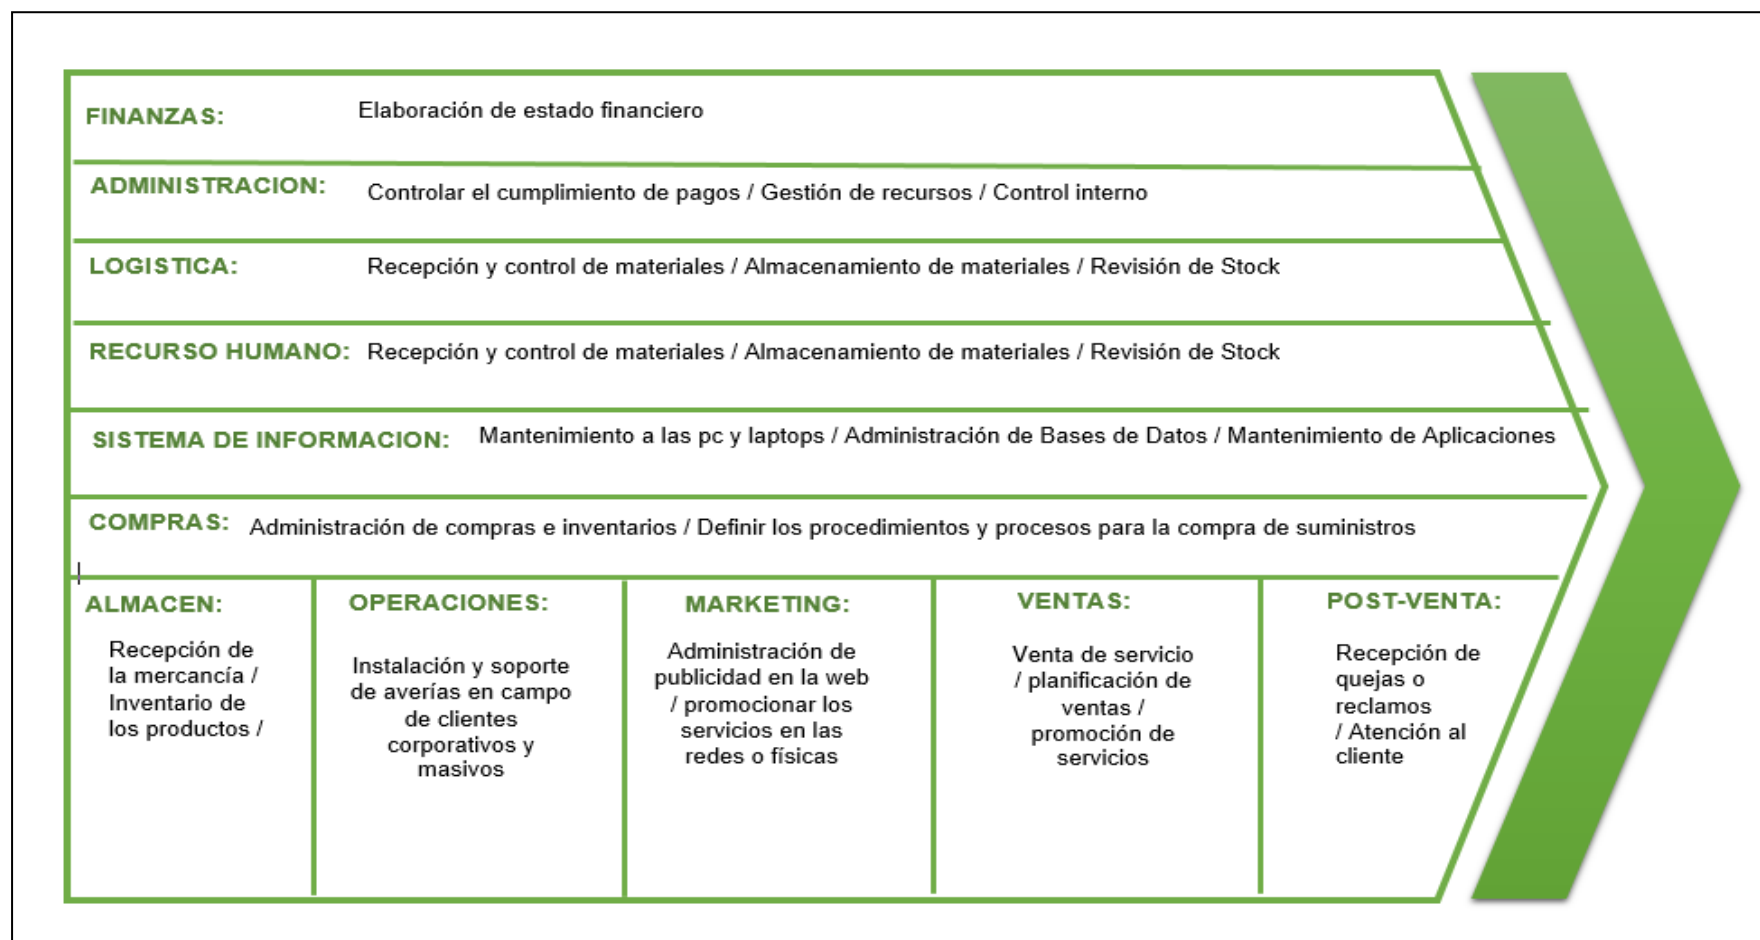 FINANZAS: Elaboración de estado financiero
ADMINISTRACION: Controlar el cumplimiento de pagos / Gestión de recursos / Control interno
LOGISTICA: Recepción y control de materiales / Almacenamiento de materiales / Revisión de Stock
RECURSO HUMANO: Recepción y control de materiales / Almacenamiento de materiales / Revisión de Stock
SISTEMA DE INFORMACION: Mantenimiento a las pc y laptops / Administración de Bases de Datos / Mantenimiento de Aplicaciones
COMPRAS: Administración de compras e inventarios / Definir los procedimientos y procesos para la compra de suministros
ALMACEN:
Recepción de
la mercancía /
Inventario de
los productos /
OPERACIONES:
Instalación y soporte
de averías en campo
de clientes
corporativos y
masivos
MARKETING:
Administración de
publicidad en la web
/ promocionar los
servicios en las
redes o físicas
VENTAS:
Venta de servicio
/ planificación de
ventas /
promoción de
servicios
POST-VENTA:
Recepción de
quejas o
reclamos
/ Atención al
cliente